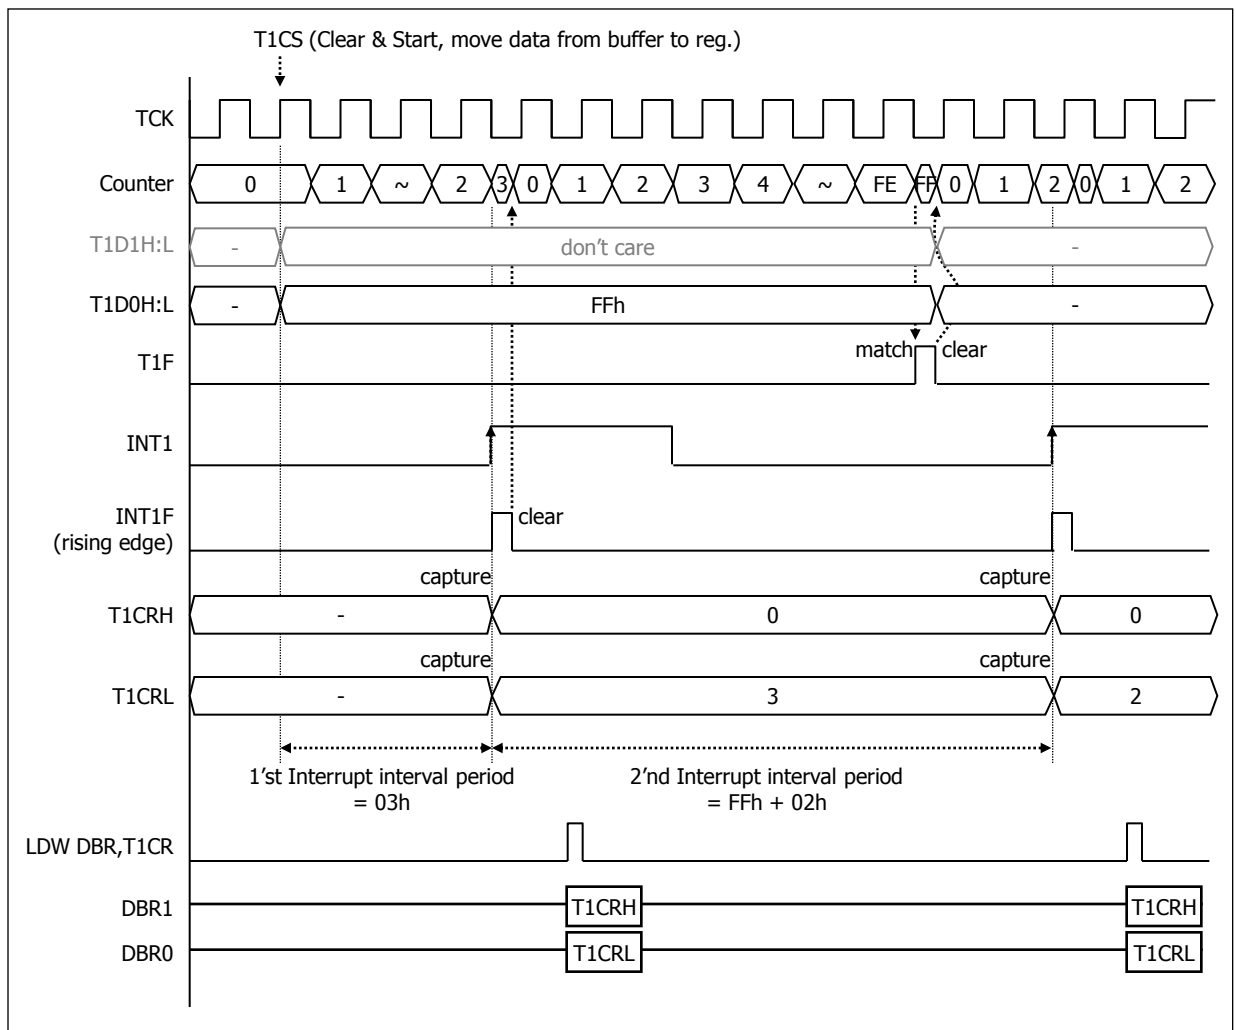 T1CS (Clear & Start, move data from buffer to reg.)
TCK
Counter 0 1 ~ 2 3 0 1 2 3 4 ~ FE FF 0 1 2 0 1 2
T1D1H:L - don't care -
T1D0H:L - FFh -
match clear
T1F
INT1
INT1F
(rising edge)
clear
capture capture
T1CRH - 0 0
capture capture
T1CRL - 3 2
1'st Interrupt interval period
= 03h
2'nd Interrupt interval period
= FFh + 02h
LDW DBR,T1CR
DBR1 T1CRH T1CRH
DBR0 T1CRL T1CRL